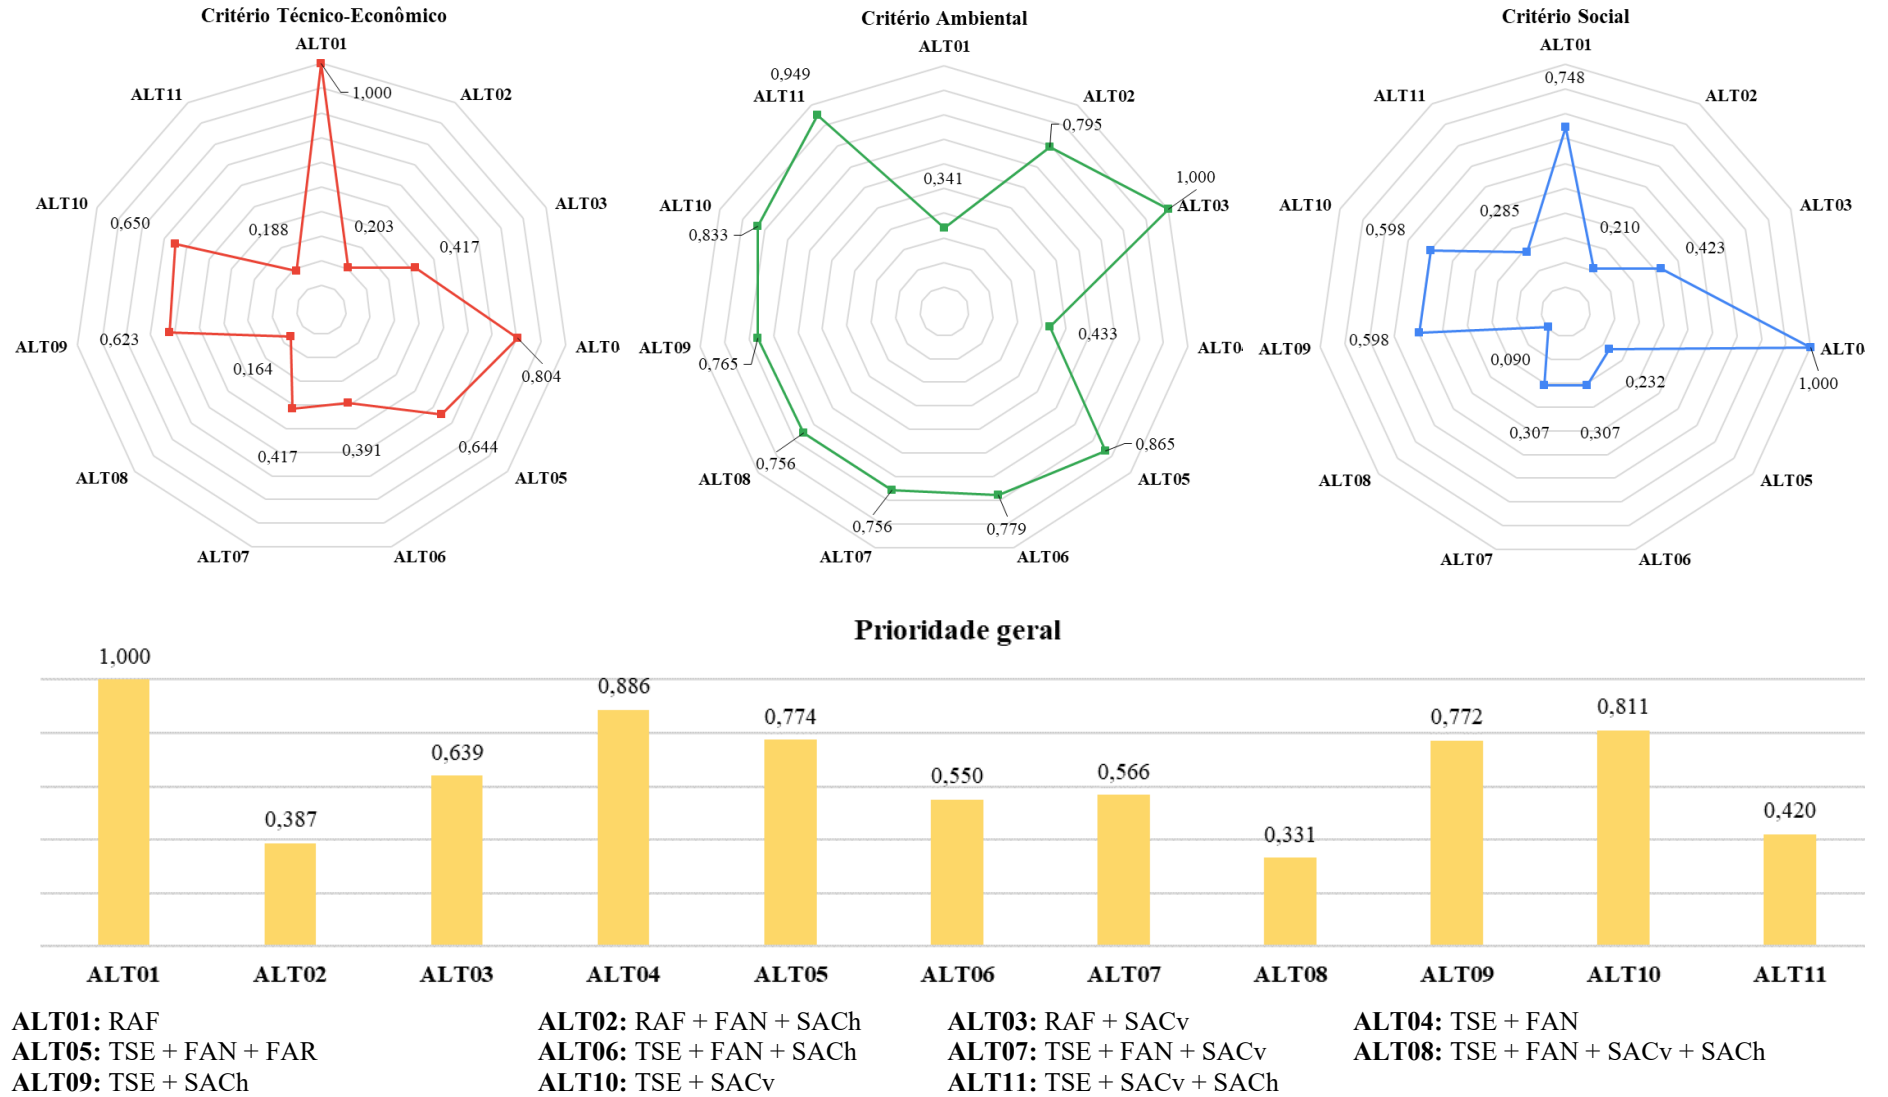 Critério Técnico-Econômico
ALT01
1,000
ALT02
ALT11
ALT03
ALT10
0,650
0,188
0,203
0,417
ALT09
0,623
0,164
ALT0
0,804
0,417
0,391
0,644
ALT08
ALT05
ALT07
ALT06
Critério Ambiental
ALT01
0,949
ALT11
ALT02
0,795
0,341
1,000
ALT03
ALT10
0,833
0,433
ALT09
0,765
ALT04
0,865
0,756
ALT08
ALT05
0,756
0,779
ALT07
ALT06
Critério Social
ALT01
0,748
ALT11
ALT02
ALT10
0,598
0,285
0,210
ALT03
0,423
ALT09
0,598
0,090
ALT04
1,000
0,232
0,307
0,307
ALT08
ALT05
ALT07
ALT06
Prioridade geral
1,000
0,387
0,639
0,886
0,774
0,550
0,566
0,331
0,772
0,811
0,420
ALT01 ALT02 ALT03 ALT04 ALT05 ALT06 ALT07 ALT08 ALT09 ALT10 ALT11
ALT01: RAF ALT02: RAF + FAN + SACh ALT03: RAF + SACv ALT04: TSE + FAN
ALT05: TSE + FAN + FAR ALT06: TSE + FAN + SACh ALT07: TSE + FAN + SACv ALT08: TSE + FAN + SACv + SACh
ALT09: TSE + SACh ALT10: TSE + SACv ALT11: TSE + SACv + SACh